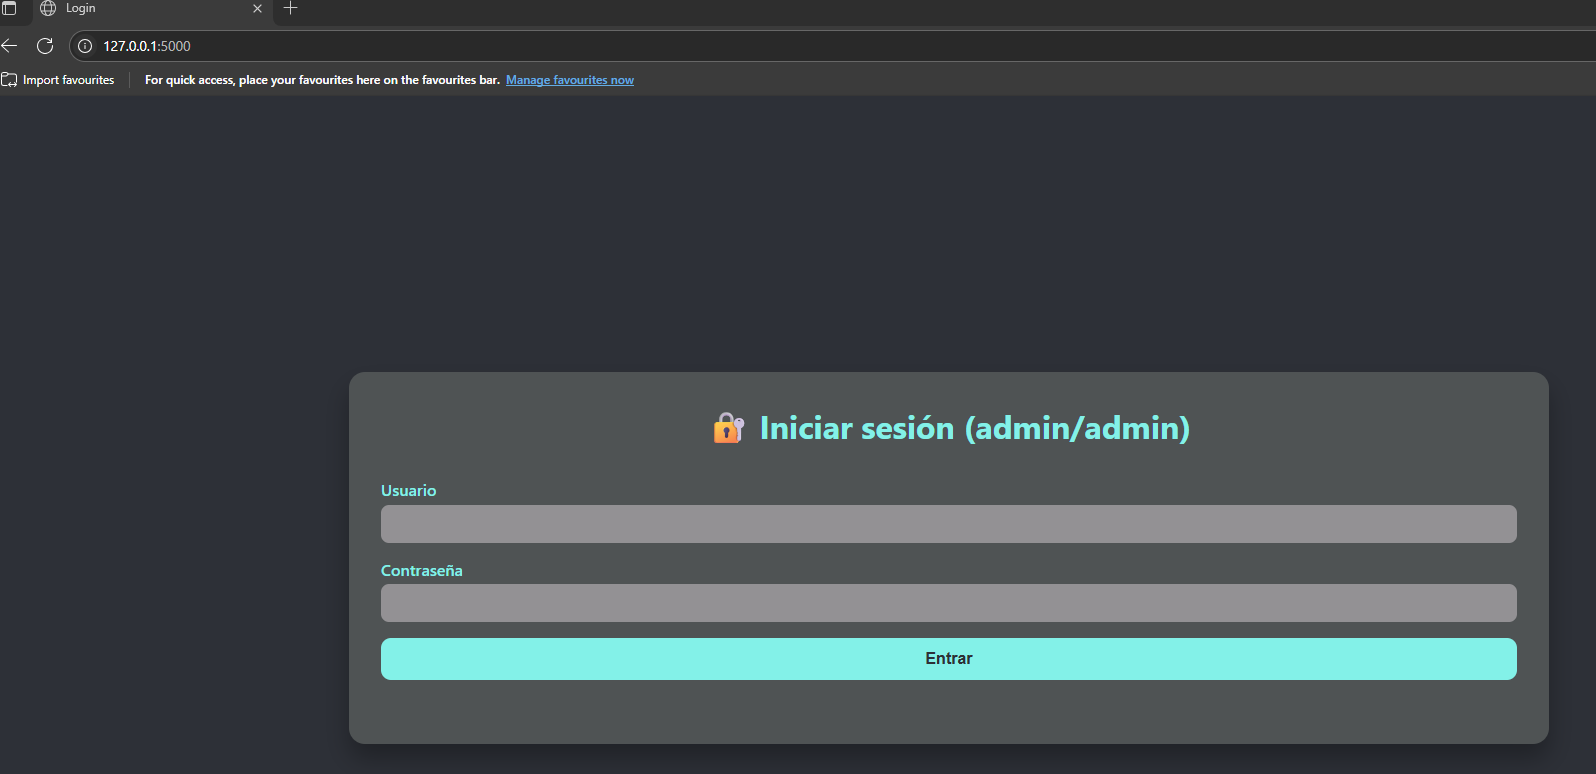 Login
127.0.0.1:5000
Import favourites For quick access, place your favourites here on the favourites bar. Manage favourites now
Iniciar sesión (admin/admin)
Usuario
Contraseña
Entrar